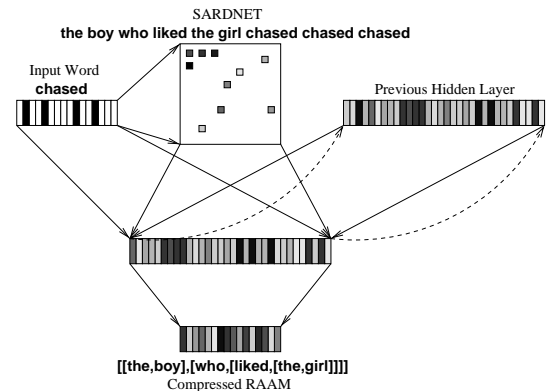 SARDNET
the boy who liked the girl chased chased chased
Input Word
chased
Previous Hidden Layer
[[the,boy],[who,[liked,[the,girl]]]]
Compressed RAAM